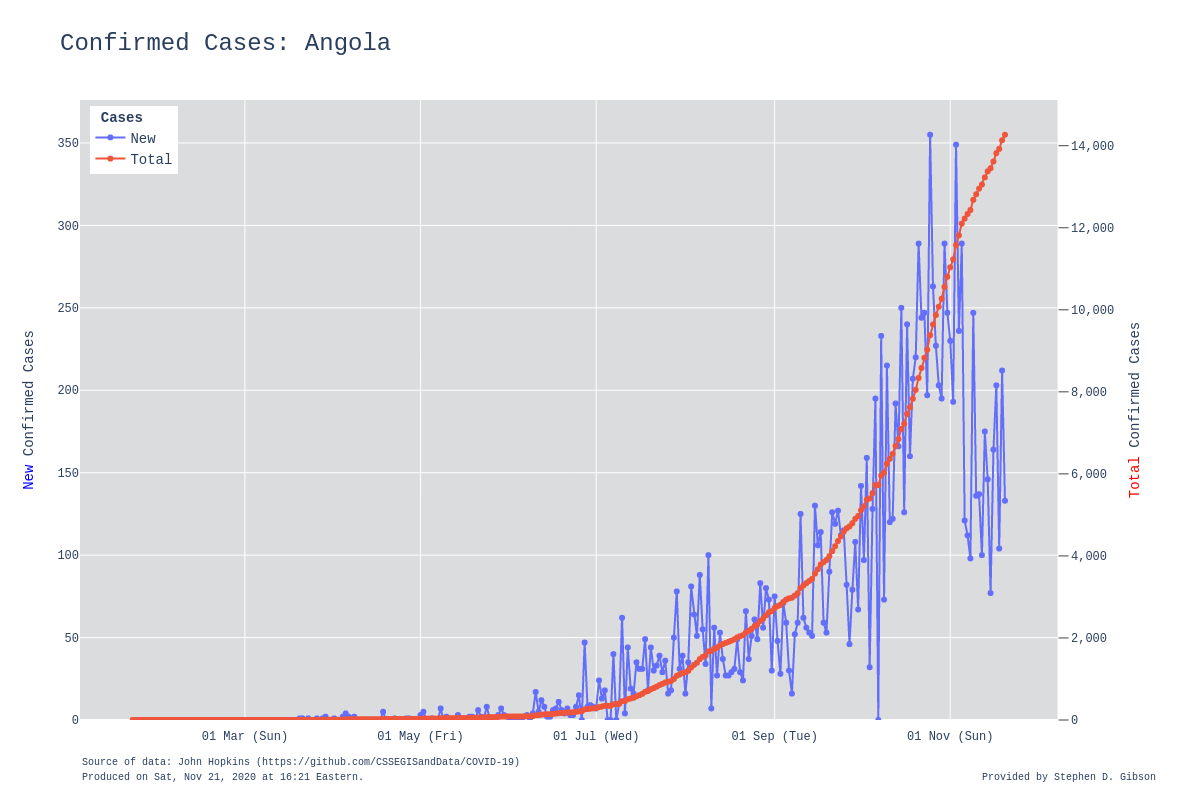 Confirmed Cases: Angola
Cases
New
Total
350
300
250
200
150
100
50
0
14,000
12,000
10,000
8,000
6,000
4,000
2,000
0
New Confirmed Cases
Total Confirmed Cases
01 Mar (Sun)
01 May (Fri)
01 Jul (Wed)
01 Sep (Tue)
01 Nov (Sun)
Source of data: John Hopkins (https://github.com/CSSEGISandData/COVID-19)
Produced on Sat, Nov 21, 2020 at 16:21 Eastern.
Provided by Stephen D. Gibson